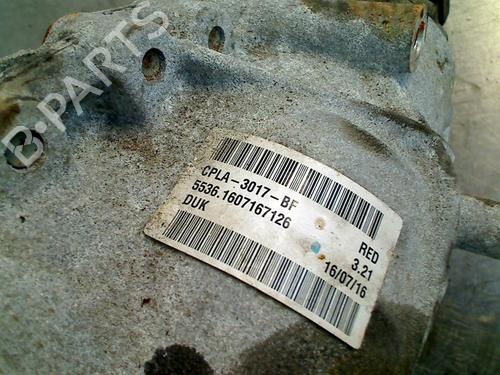 B-PARTS
CPLA-3017-BF
5536.1607167126
DUK
RED
3.21
16/07/16